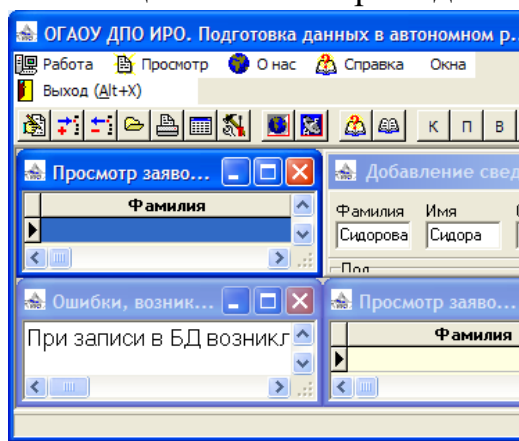 ОГАОУ ДПО ИРО. Подготовка данных в автономном р...
Работа Просмотр О нас Справка Окна
Выход (Alt+X)
К П В
Просмотр заяво...
Фамилия
Добавление свед
Фамилия Имя
Сидорова Сидора
Пол
Ошибки, возник...
При записи в БД возникл
Просмотр заяво...
Фамилия